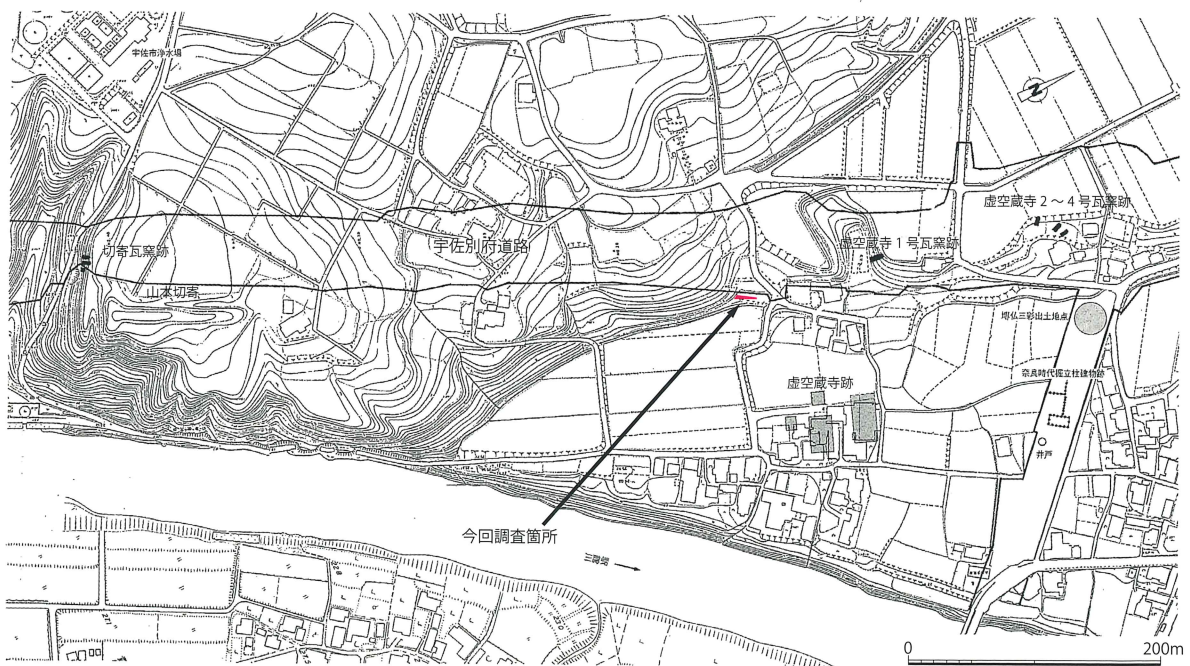 宇佐市浄水場
N
虚空蔵寺2〜4号瓦窯跡
宇佐別府道路
虚空蔵寺1号瓦窯跡
切寄瓦窯跡
山本切寄
塼仏三彩出土地点
奈良時代掘立柱建物跡
虚空蔵寺跡
井戸
今回調査箇所
駅館川
0
200m